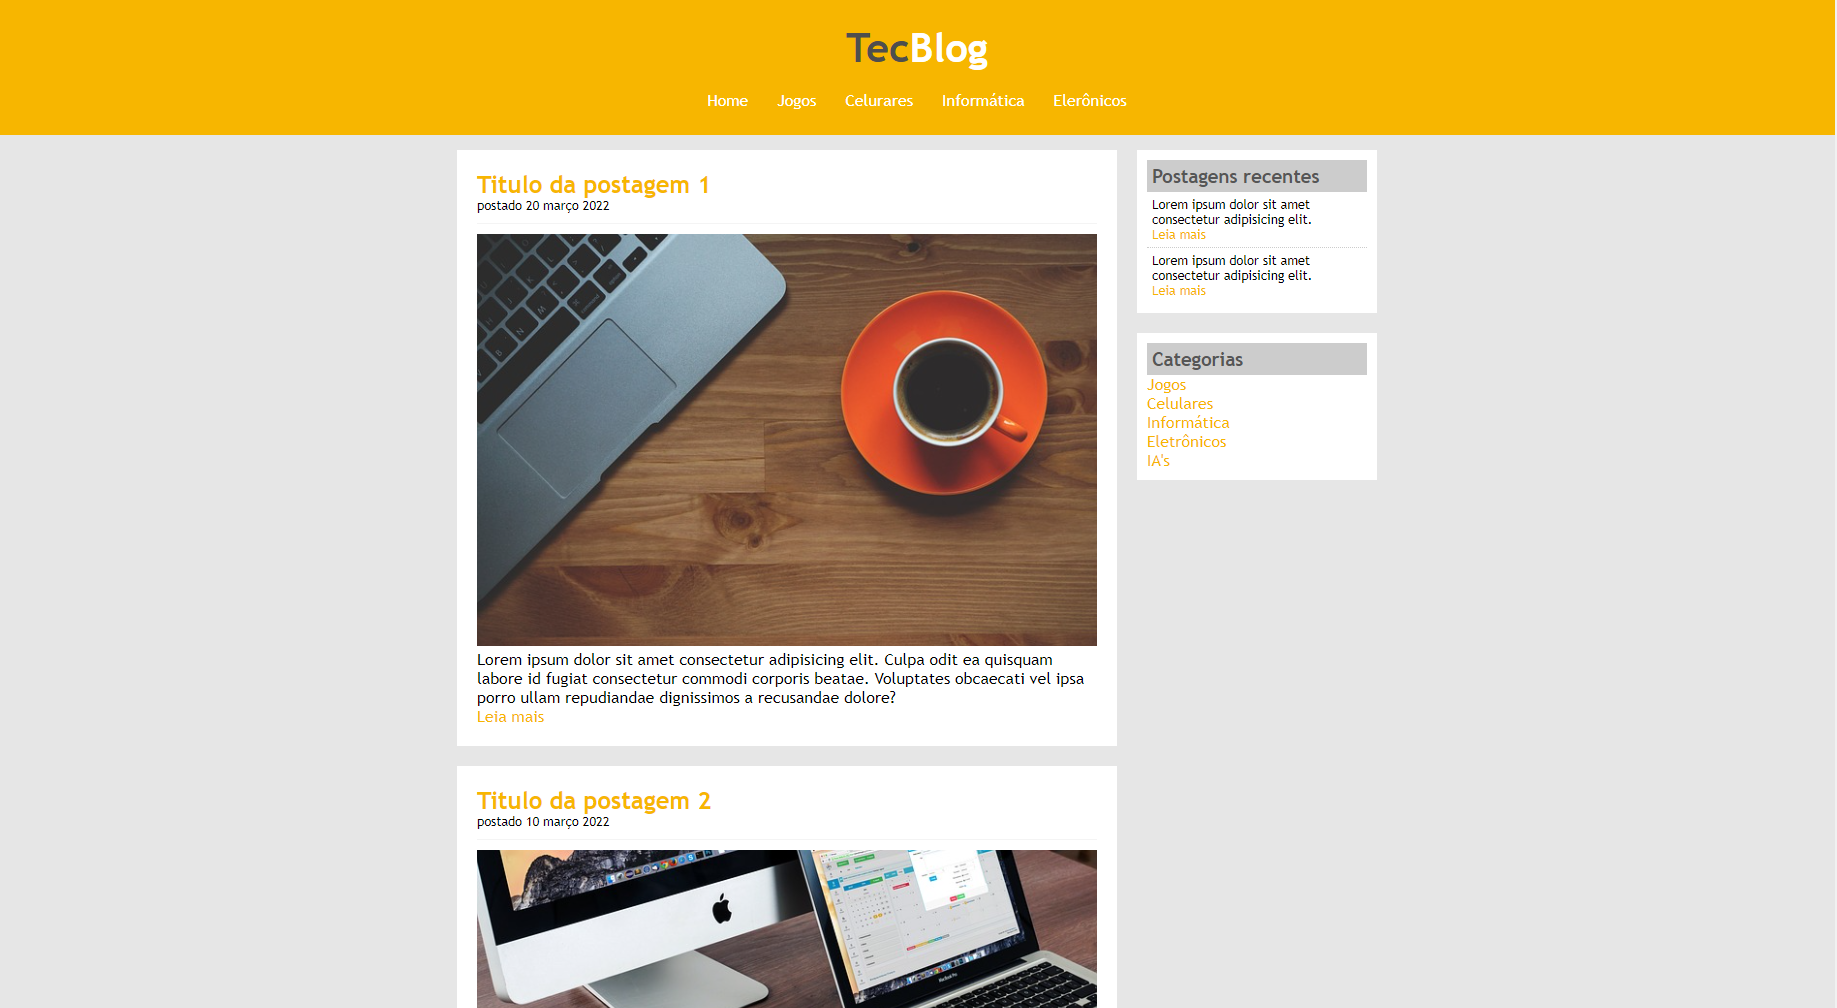 TecBlog
Home Jogos Celurares Informática Elerônicos
Titulo da postagem 1
postado 20 março 2022
Lorem ipsum dolor sit amet consectetur adipisicing elit. Culpa odit ea quisquam
labore id fugiat consectetur commodi corporis beatae. Voluptates obcaecati vel ipsa
porro ullam repudiandae dignissimos a recusandae dolore?
Leia mais
Titulo da postagem 2
postado 10 março 2022
Postagens recentes
Lorem ipsum dolor sit amet
consectetur adipisicing elit.
Leia mais
Lorem ipsum dolor sit amet
consectetur adipisicing elit.
Leia mais
Categorias
Jogos
Celulares
Informática
Eletrônicos
IA's